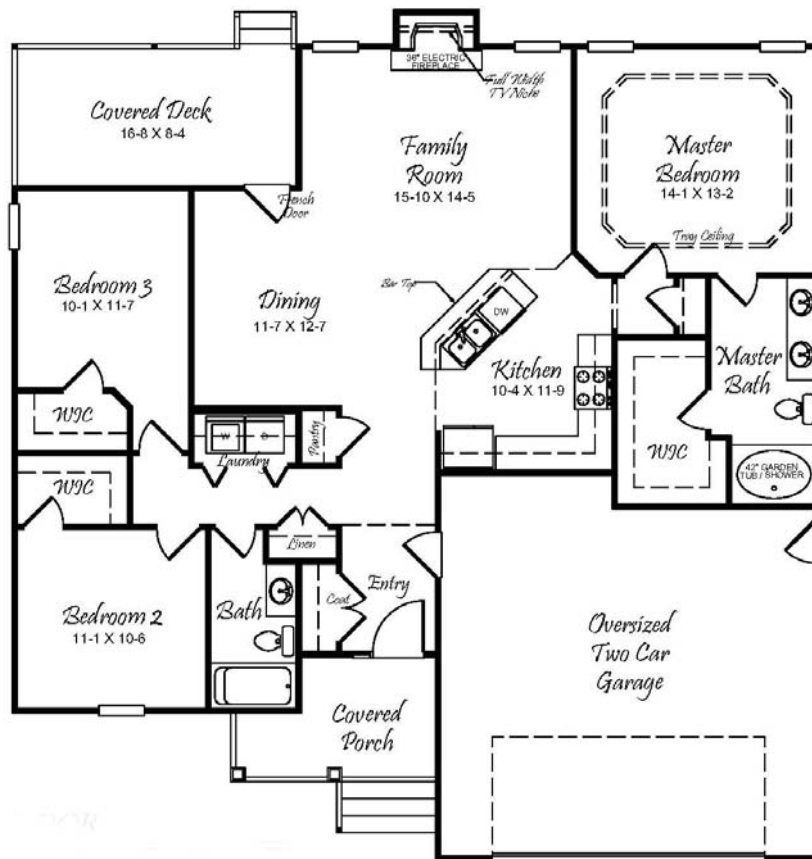 36" ELECTRIC
FIREPLACE
Full Width
TV Niche
Covered Deck
16-8 X 8-4
Family
Room
15-10 X 14-5
Master
Bedroom
14-1 X 13-2
Tray Ceiling
French
Door
Bedroom 3
10-1 X 11-7
Dining
11-7 X 12-7
Bar Top
DW
Kitchen
10-4 X 11-9
Master
Bath
WIC
W
D
Laundry
Pantry
WIC
WIC
42" GARDEN
TUB / SHOWER
Linen
Bedroom 2
11-1 X 10-6
Bath
Coat
Entry
Oversized
Two Car
Garage
Covered
Porch